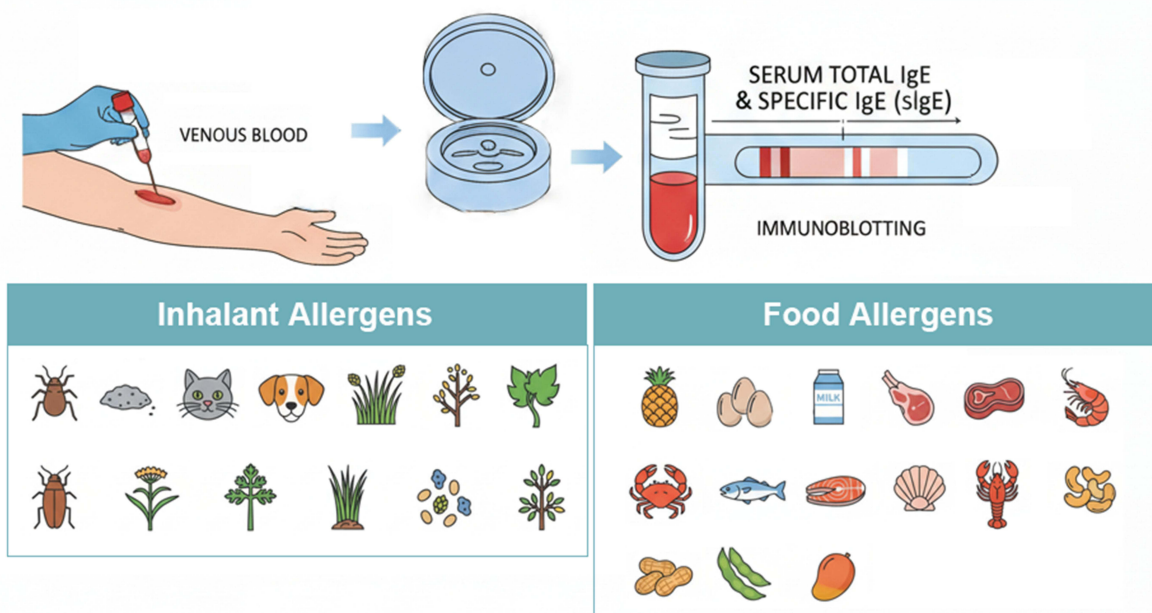 VENOUS BLOOD
SERUM TOTAL IgE
& SPECIFIC IgE (sIgE)
IMMUNOBLOTTING
Inhalant Allergens
Food Allergens
MILK